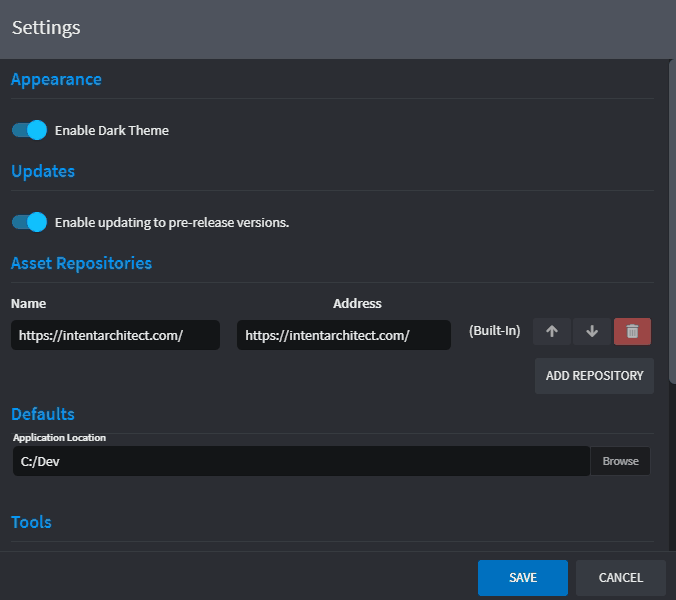 Settings
Appearance
Enable Dark Theme
Updates
Enable updating to pre-release versions.
Asset Repositories
Name Address
https://intentarchitect.com/ https://intentarchitect.com/ (Built-In)
ADD REPOSITORY
Defaults
Application Location
C:/Dev Browse
Tools
SAVE CANCEL